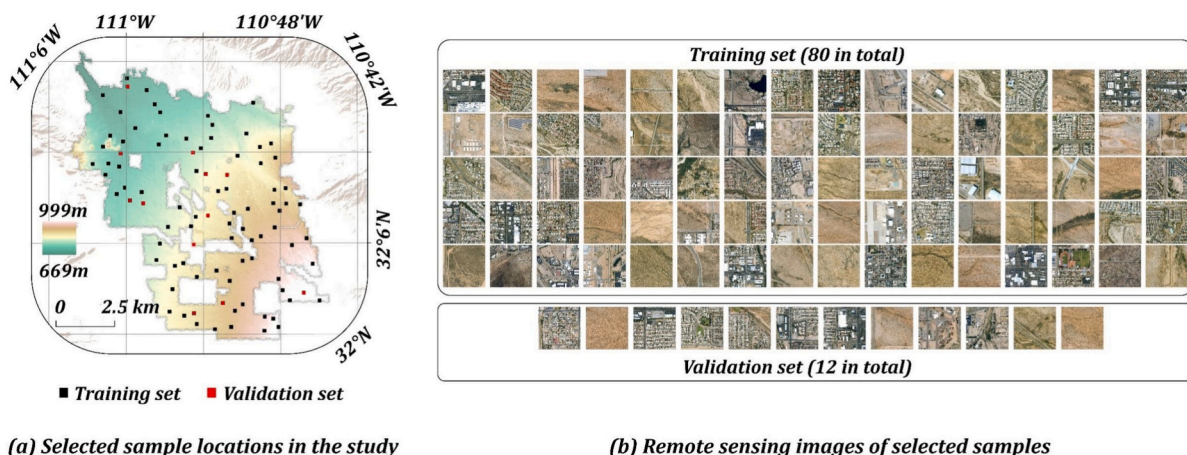 111°W
110°48'W
111°6'W
110°42'W
999m
669m
0
2.5 km
32°6'N
32°N
Training set
Validation set
(a) Selected sample locations in the study
Training set (80 in total)
Validation set (12 in total)
(b) Remote sensing images of selected samples